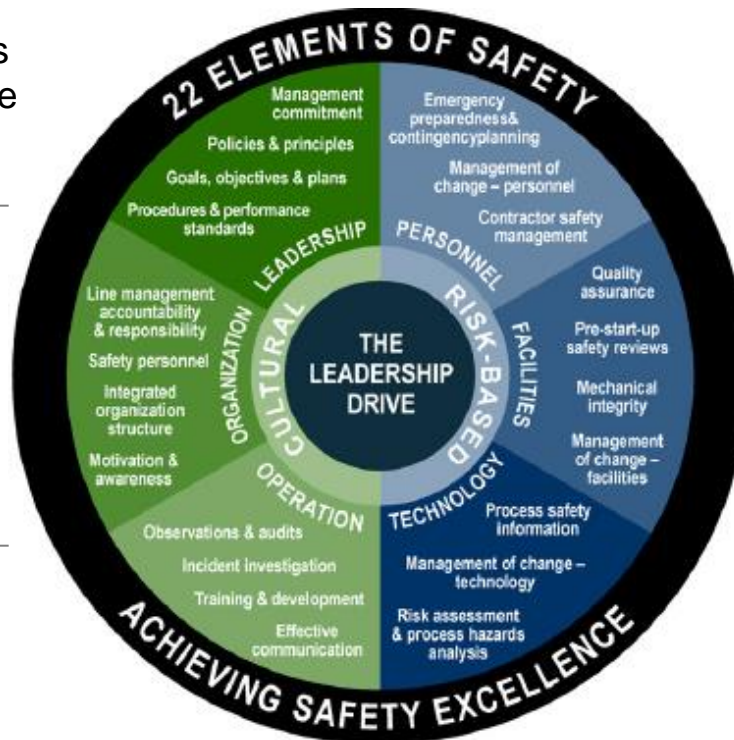 s
e
22 ELEMENTS OF SAFETY
Management
commitment
Policies & principles
Goals, objectives & plans
Procedures & performance
standards
LEADERSHIP
Emergency
preparedness&
contingencyplanning
Management of
change – personnel
Contractor safety
management
PERSONNEL
Line management
accountability
& responsibility
Safety personnel
Integrated
organization
structure
Motivation &
awareness
ORGANIZATION
CULTURAL
THE
LEADERSHIP
DRIVE
RISK-BASED
FACILITIES
Quality
assurance
Pre-start-up
safety reviews
Mechanical
integrity
Management
of change –
facilities
OPERATION
Observations & audits
Incident investigation
Training & development
Effective
communication
TECHNOLOGY
Process safety
information
Management of change –
technology
Risk assessment
& process hazards
analysis
ACHIEVING SAFETY EXCELLENCE